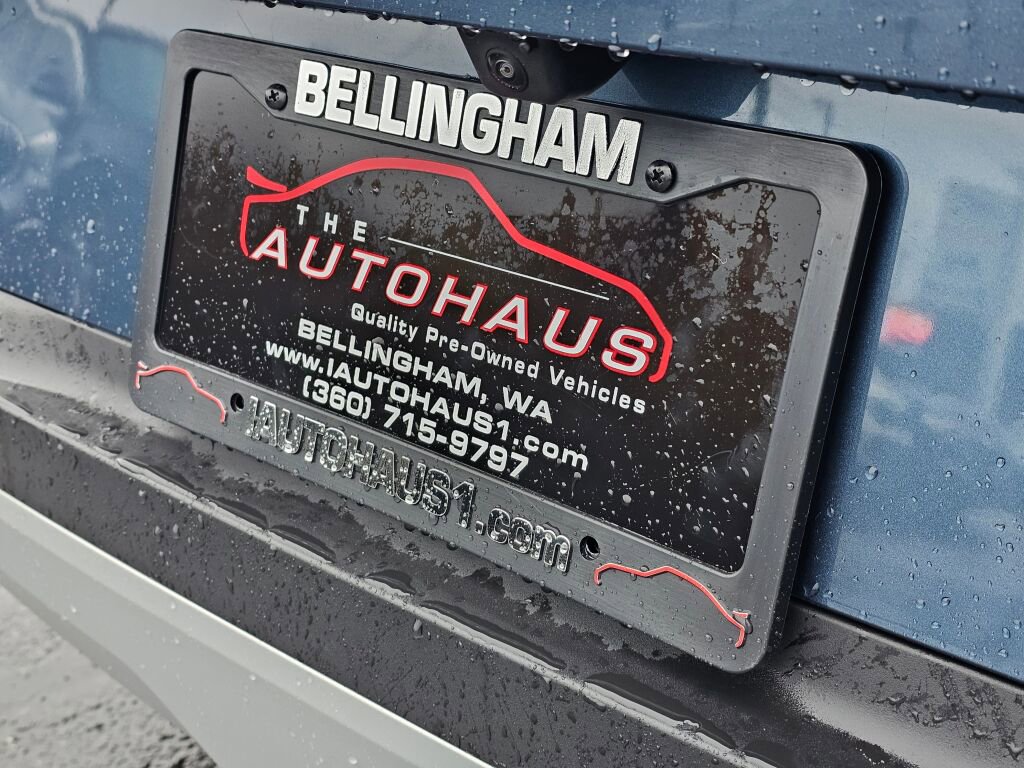 BELLINGHAM
THE
AUTOHAUS
Quality Pre-Owned Vehicles
BELLINGHAM, WA
www.IAUTOHAUS1.com
(360) 715-9797
IAUTOHAUS1.com